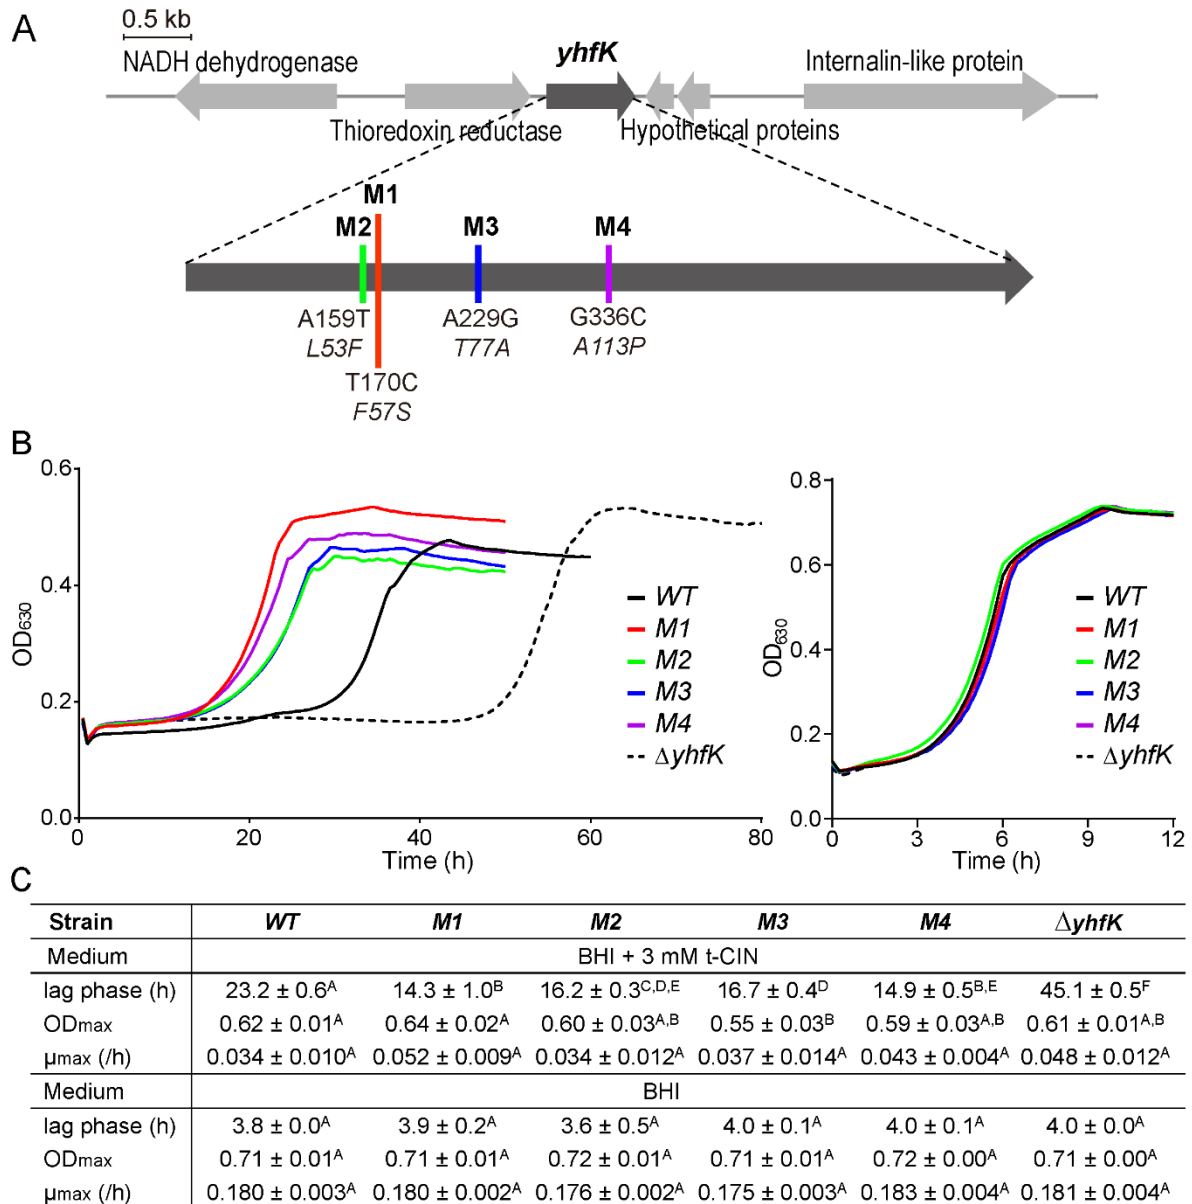 A
0.5 kb
NADH dehydrogenase
yhfK
Internalin-like protein
Thioredoxin reductase
Hypothetical proteins
M1
M2
M3
M4
A159T
L53F
A229G
T77A
G336C
A113P
T170C
F57S
B
0.6
0.4
0.2
0.0
OD630
0
20
40
60
80
Time (h)
WT
M1
M2
M3
M4
ΔyhfK
0.8
0.6
0.4
0.2
0.0
OD630
0
3
6
9
12
Time (h)
WT
M1
M2
M3
M4
ΔyhfK
C
Strain WT M1 M2 M3 M4 ΔyhfK
Medium BHI + 3 mM t-CIN
lag phase (h) 23.2 ± 0.6A 14.3 ± 1.0B 16.2 ± 0.3C,D,E 16.7 ± 0.4D 14.9 ± 0.5B,E 45.1 ± 0.5F
ODmax 0.62 ± 0.01A 0.64 ± 0.02A 0.60 ± 0.03A,B 0.55 ± 0.03B 0.59 ± 0.03A,B 0.61 ± 0.01A,B
μmax (/h) 0.034 ± 0.010A 0.052 ± 0.009A 0.034 ± 0.012A 0.037 ± 0.014A 0.043 ± 0.004A 0.048 ± 0.012A
Medium BHI
lag phase (h) 3.8 ± 0.0A 3.9 ± 0.2A 3.6 ± 0.5A 4.0 ± 0.1A 4.0 ± 0.1A 4.0 ± 0.0A
ODmax 0.71 ± 0.01A 0.71 ± 0.01A 0.72 ± 0.01A 0.71 ± 0.01A 0.72 ± 0.00A 0.71 ± 0.00A
μmax (/h) 0.180 ± 0.003A 0.180 ± 0.002A 0.176 ± 0.002A 0.175 ± 0.003A 0.183 ± 0.004A 0.181 ± 0.004A